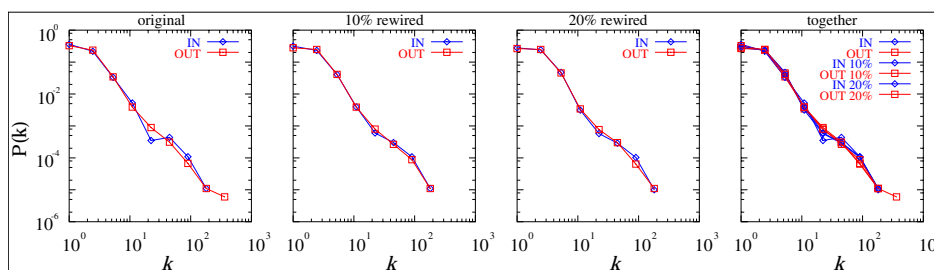 original
10% rewired
20% rewired
together
P(k)
10^0
10^-2
10^-4
10^-6
IN
OUT
IN
OUT
IN
OUT
IN
OUT
IN 10%
OUT 10%
IN 20%
OUT 20%
10^0 10^1 10^2 10^3
10^0 10^1 10^2 10^3
10^0 10^1 10^2 10^3
10^0 10^1 10^2 10^3
k
k
k
k